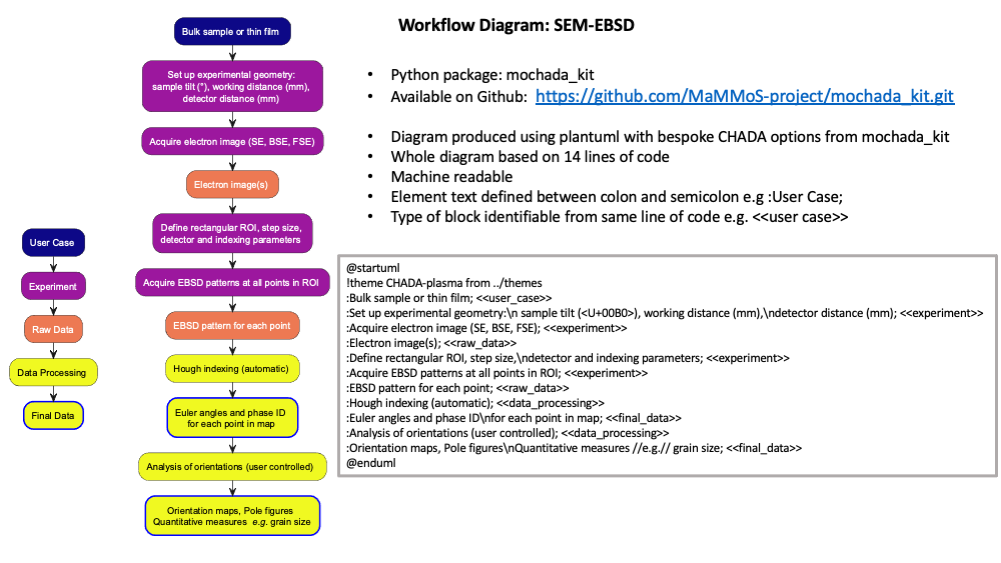 Workflow Diagram: SEM-EBSD
Bulk sample or thin film
Set up experimental geometry:
sample tilt (°), working distance (mm),
detector distance (mm)
Acquire electron image (SE, BSE, FSE)
Electron image(s)
Define rectangular ROI, step size,
detector and indexing parameters
Acquire EBSD patterns at all points in ROI
EBSD pattern for each point
Hough indexing (automatic)
Euler angles and phase ID
for each point in map
Analysis of orientations (user controlled)
Orientation maps, Pole figures
Quantitative measures e.g. grain size
User Case
Experiment
Raw Data
Data Processing
Final Data
• Python package: mochada_kit
• Available on Github: https://github.com/MaMMoS-project/mochada_kit.git
• Diagram produced using plantuml with bespoke CHADA options from mochada_kit
• Whole diagram based on 14 lines of code
• Machine readable
• Element text defined between colon and semicolon e.g :User Case;
• Type of block identifiable from same line of code e.g. <<user case>>
@startuml
!theme CHADA-plasma from ../themes
:Bulk sample or thin film; <<user_case>>
:Set up experimental geometry:\n sample tilt (<U+00B0>), working distance (mm),\ndetector distance (mm); <<experiment>>
:Acquire electron image (SE, BSE, FSE); <<experiment>>
:Electron image(s); <<raw_data>>
:Define rectangular ROI, step size,\ndetector and indexing parameters; <<experiment>>
:Acquire EBSD patterns at all points in ROI; <<experiment>>
:EBSD pattern for each point; <<raw_data>>
:Hough indexing (automatic); <<data_processing>>
:Euler angles and phase ID\nfor each point in map; <<final_data>>
:Analysis of orientations (user controlled); <<data_processing>>
:Orientation maps, Pole figures\nQuantitative measures //e.g.// grain size; <<final_data>>
@enduml